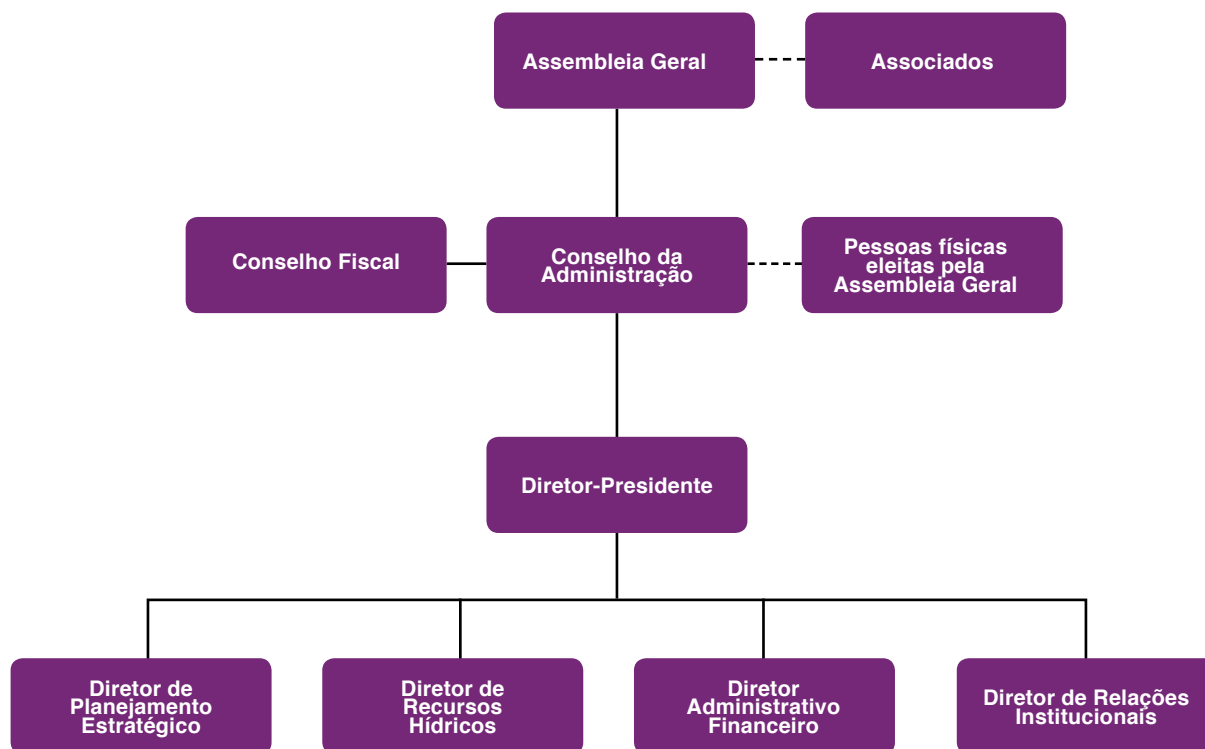 Assembleia Geral
Associados
Conselho Fiscal
Conselho da
Administração
Pessoas físicas
eleitas pela
Assembleia Geral
Diretor-Presidente
Diretor de
Planejamento
Estratégico
Diretor de
Recursos
Hídricos
Diretor
Administrativo
Financeiro
Diretor de Relações
Institucionais